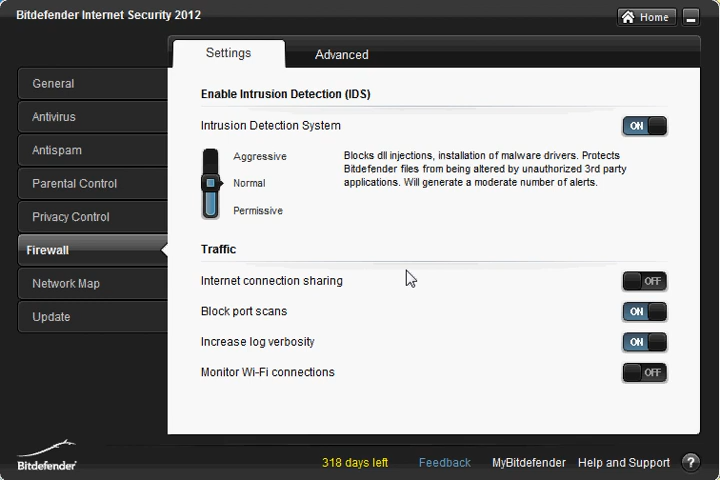 Bitdefender Internet Security 2012
Home
Settings
Advanced
General
Antivirus
Antispam
Parental Control
Privacy Control
Firewall
Network Map
Update
Enable Intrusion Detection (IDS)
Intrusion Detection System
ON
Aggressive
Normal
Permissive
Blocks dll injections, installation of malware drivers. Protects
Bitdefender files from being altered by unauthorized 3rd party
applications. Will generate a moderate number of alerts.
Traffic
Internet connection sharing
OFF
Block port scans
ON
Increase log verbosity
ON
Monitor Wi-Fi connections
OFF
Bitdefender
318 days left
Feedback
MyBitdefender
Help and Support
?